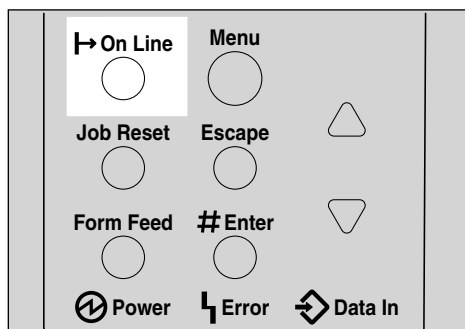 On Line Menu
Job Reset Escape
Form Feed # Enter
Power Error Data In